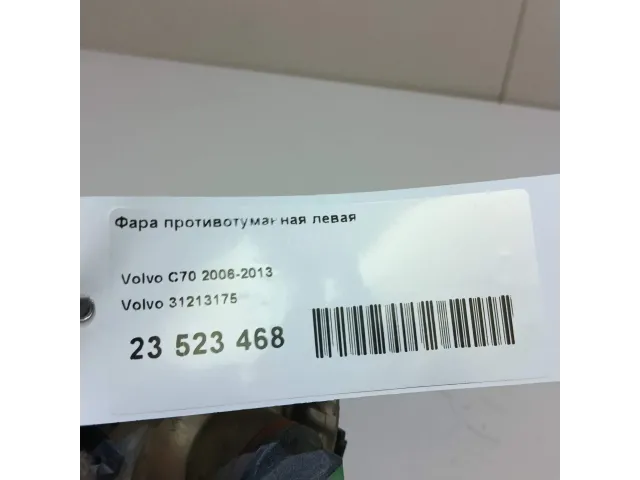 Фара противотуманная левая
Volvo C70 2006-2013
Volvo 31213175
23 523 468